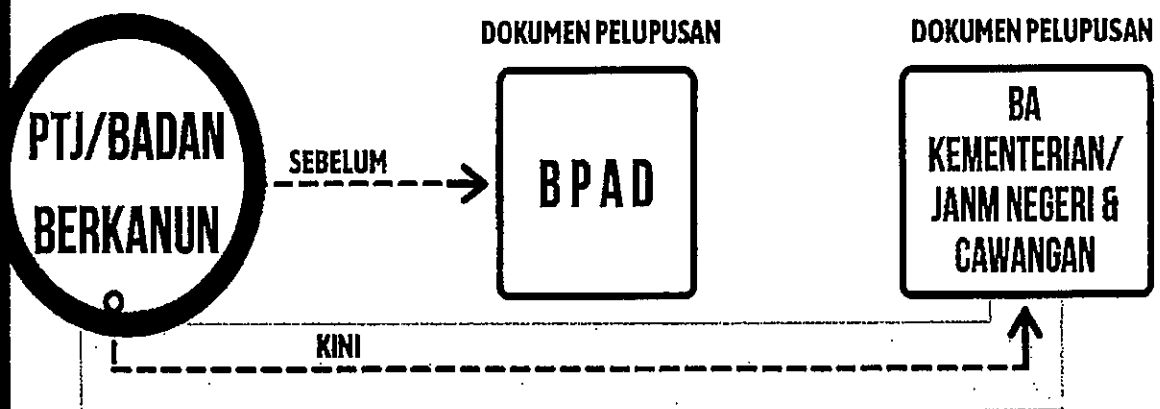 DOKUMEN PELUPUSAN
DOKUMEN PELUPUSAN
PTJ/BADAN
BERKANUN
SEBELUM
BPAD
BA
KEMENTERIAN/
JANM NEGERI &
CAWANGAN
KINI